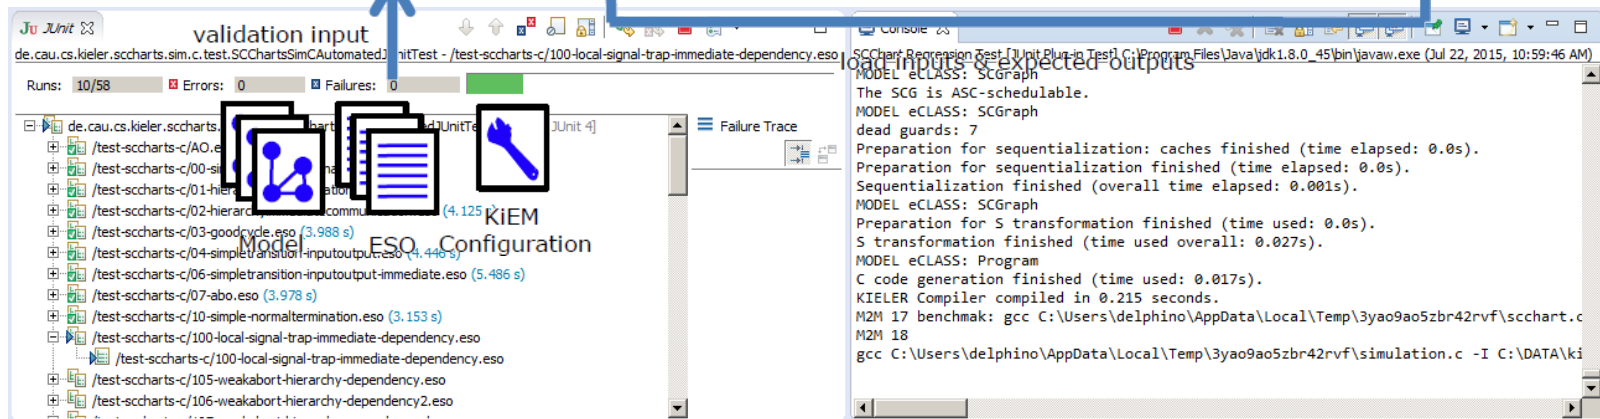 JUnit
validation input
de.cau.cs.kieler.sccharts.sim.c.test.SCChartsSimCAutomatedJUnitTest - /test-sccharts-c/100-local-signal-trap-immediate-dependency.eso
Runs: 10/58 Errors: 0 Failures: 0
de.cau.cs.kieler.sccharts. JUnit 4]
/test-sccharts-c/AO.e
/test-sccharts-c/00-si
/test-sccharts-c/01-hiera
/test-sccharts-c/02-hierarc (4.125
/test-sccharts-c/03-goodcycle.eso (3.988 s)
/test-sccharts-c/04-simpletransition-inputoutput.eso (4.446 s)
/test-sccharts-c/06-simpletransition-inputoutput-immediate.eso (5.486 s)
/test-sccharts-c/07-abo.eso (3.978 s)
/test-sccharts-c/10-simple-normaltermination.eso (3.153 s)
/test-sccharts-c/100-local-signal-trap-immediate-dependency.eso
/test-sccharts-c/100-local-signal-trap-immediate-dependency.eso
/test-sccharts-c/105-weakabort-hierarchy-dependency.eso
/test-sccharts-c/106-weakabort-hierarchy-dependency2.eso
Model
ESO
KiEM
Configuration
Failure Trace
Console
SCChart Regression Test [JUnit Plug-in Test] C:\Program Files\Java\jdk1.8.0_45\bin\javaw.exe (Jul 22, 2015, 10:59:46 AM)
load inputs & expected outputs
MODEL eCLASS: SCGraph
The SCG is ASC-schedulable.
MODEL eCLASS: SCGraph
dead guards: 7
Preparation for sequentialization: caches finished (time elapsed: 0.0s).
Preparation for sequentialization finished (time elapsed: 0.0s).
Sequentialization finished (overall time elapsed: 0.001s).
MODEL eCLASS: SCGraph
Preparation for S transformation finished (time used: 0.0s).
S transformation finished (time used overall: 0.027s).
MODEL eCLASS: Program
C code generation finished (time used: 0.017s).
KIELER Compiler compiled in 0.215 seconds.
M2M 17 benchmak: gcc C:\Users\delphino\AppData\Local\Temp\3yao9ao5zbr42rvf\scchart.c
M2M 18
gcc C:\Users\delphino\AppData\Local\Temp\3yao9ao5zbr42rvf\simulation.c -I C:\DATA\ki